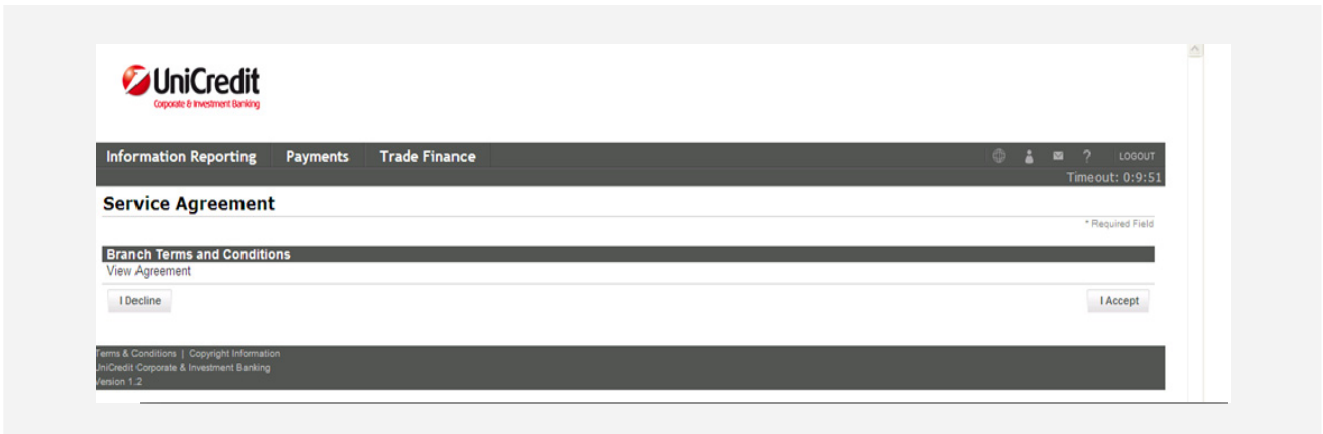 UniCredit
Corporate & Investment Banking
Information Reporting Payments Trade Finance ? LOGOUT
Timeout: 0:9:51
Service Agreement
* Required Field
Branch Terms and Conditions
View Agreement
I Decline I Accept
Terms & Conditions | Copyright Information
UniCredit Corporate & Investment Banking
Version 1.2